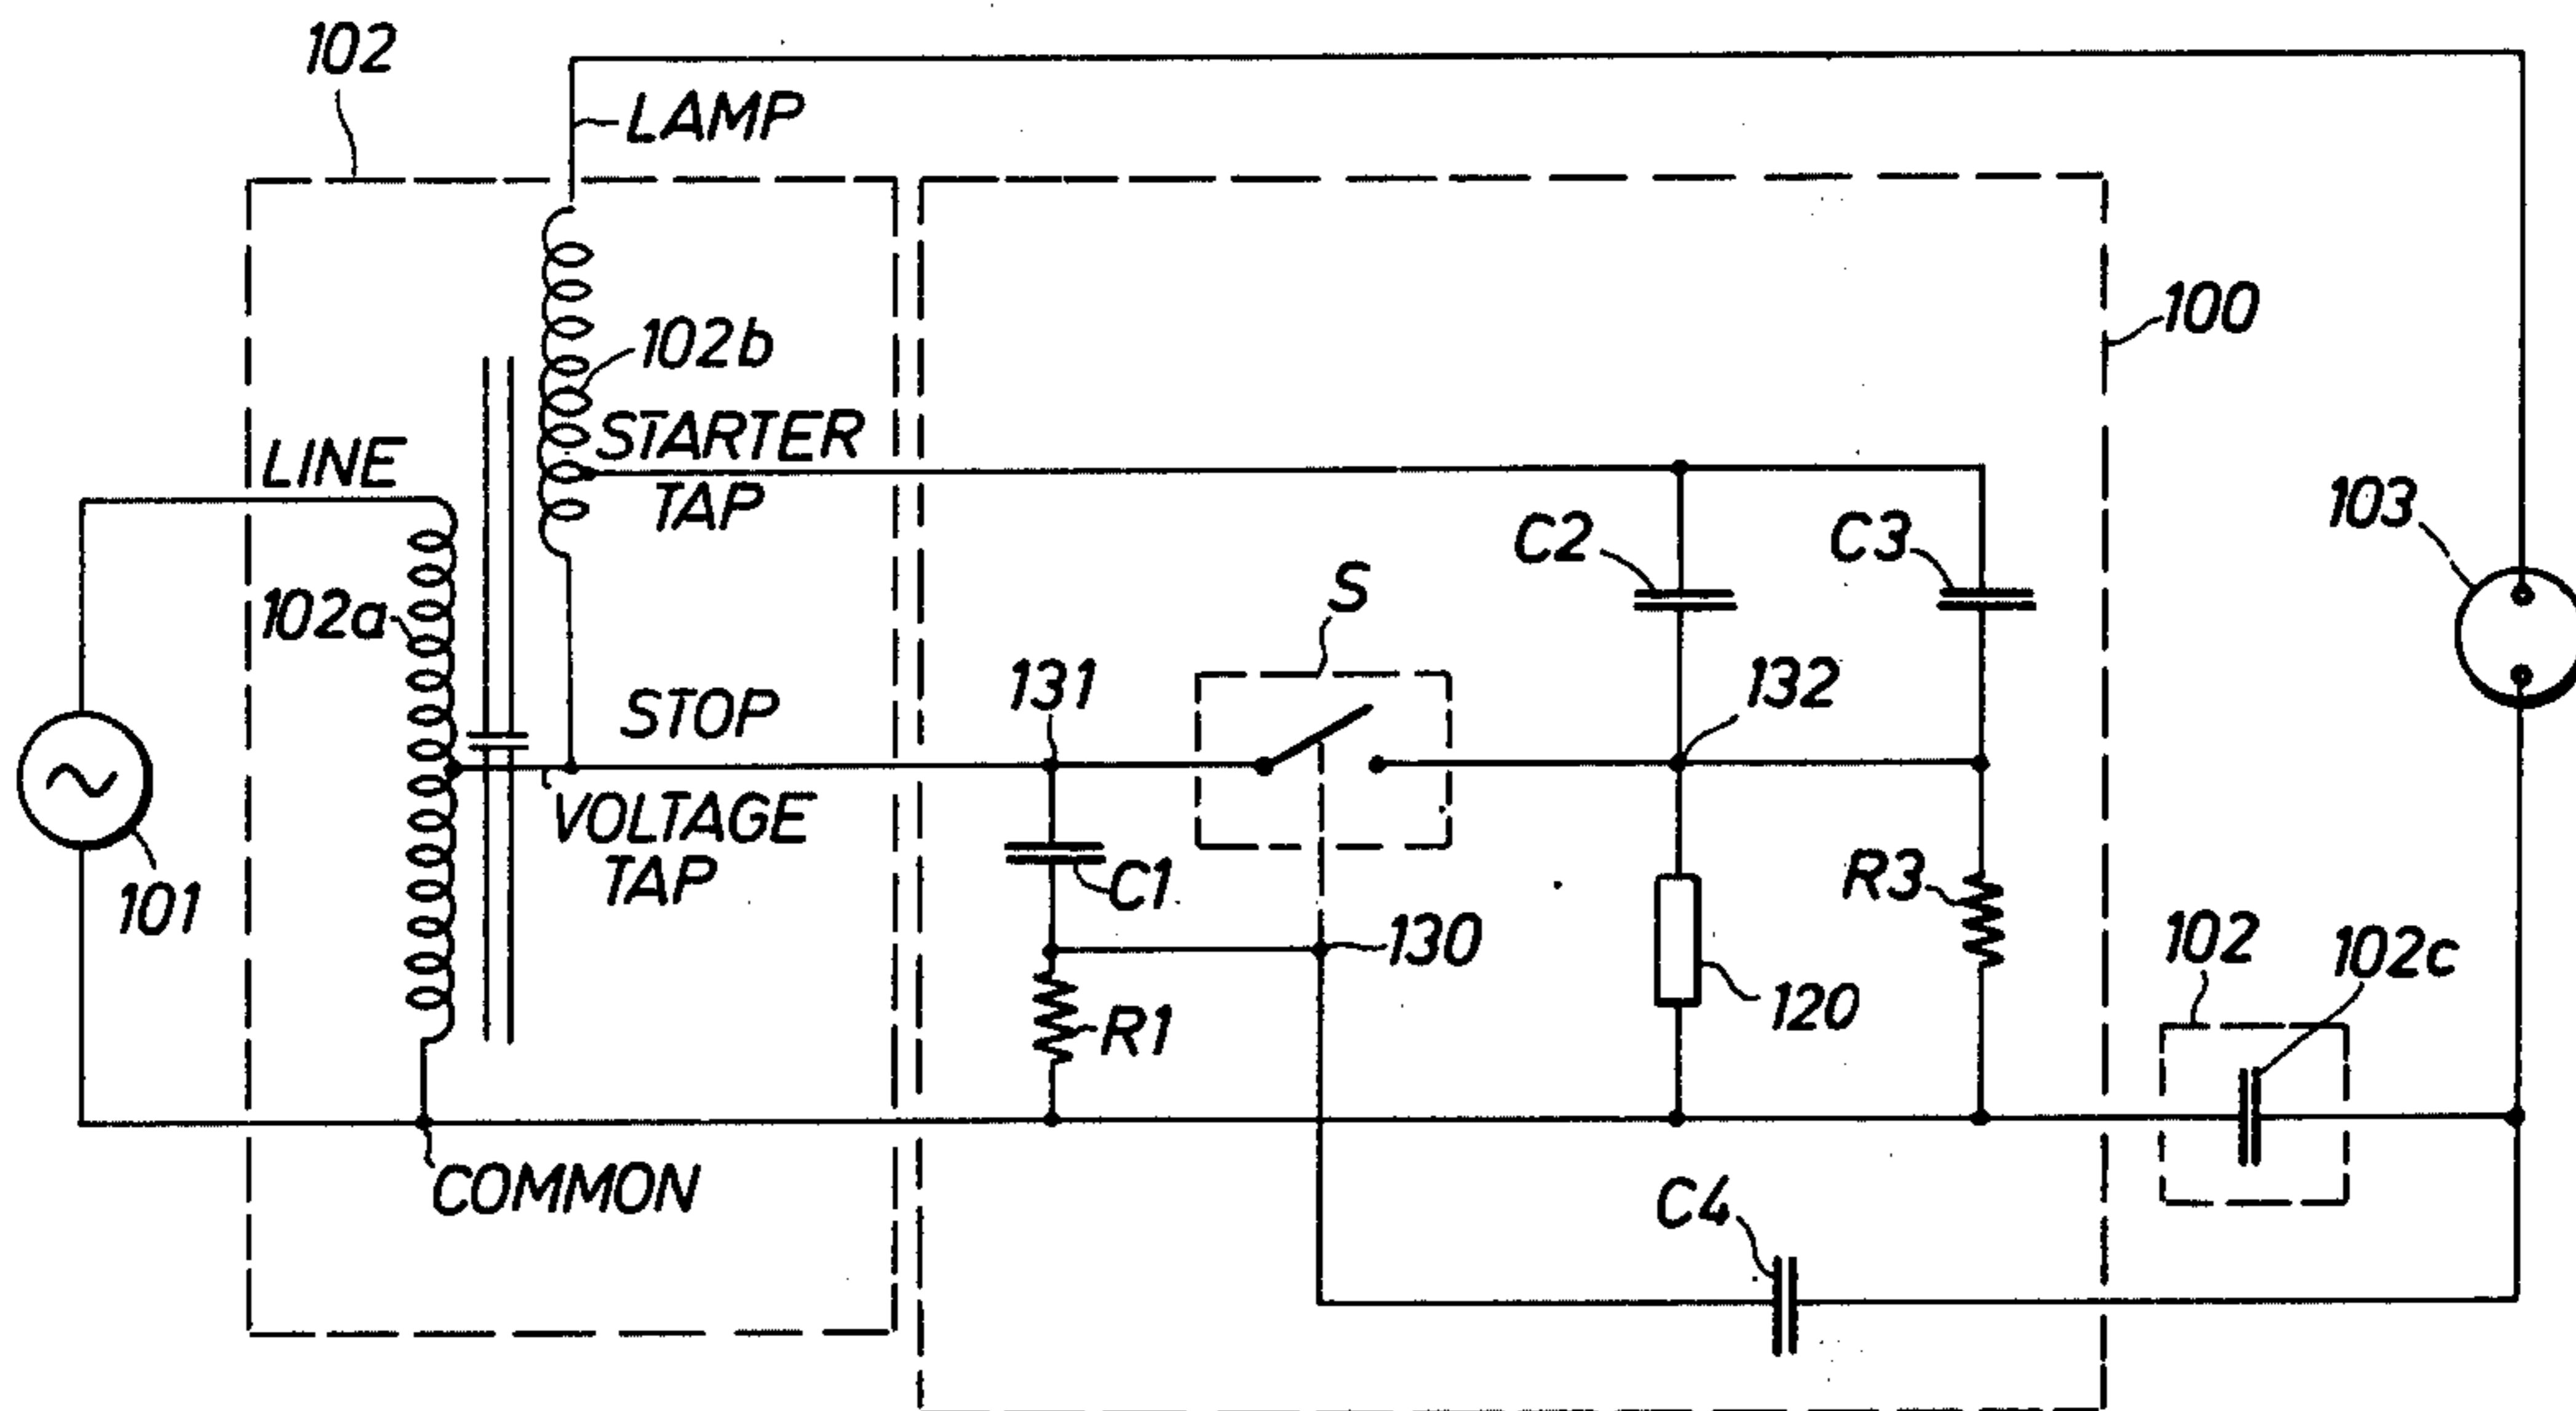 102
LAMP
100
102b
STARTER
TAP
LINE
103
C2
C3
S
102a
131
132
STOP
VOLTAGE
TAP
101
C1
R3
130
102
102c
120
R1
COMMON
C4